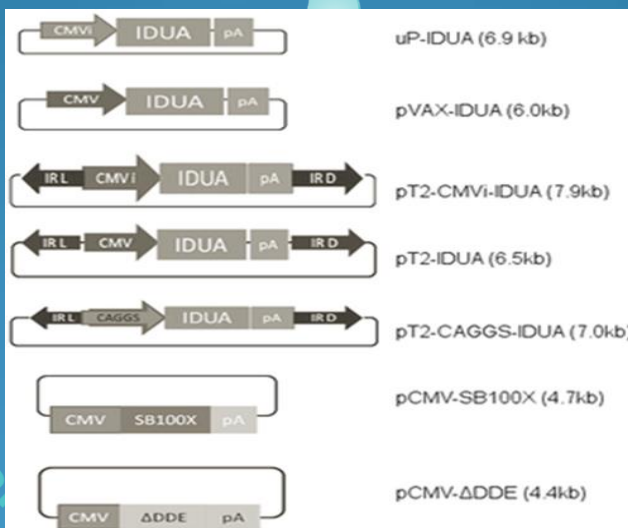 CMVi IDUA pA uP-IDUA (6.9 kb)
CMV IDUA pA pVAX-IDUA (6.0kb)
IRL CMVi IDUA pA IRD pT2-CMVi-IDUA (7.9kb)
IRL CMV IDUA pA IRD pT2-IDUA (6.5kb)
IRL CAGGS IDUA pA IRD pT2-CAGGS-IDUA (7.0kb)
CMV SB100X pA pCMV-SB100X (4.7kb)
CMV ΔDDE pA pCMV-ΔDDE (4.4kb)